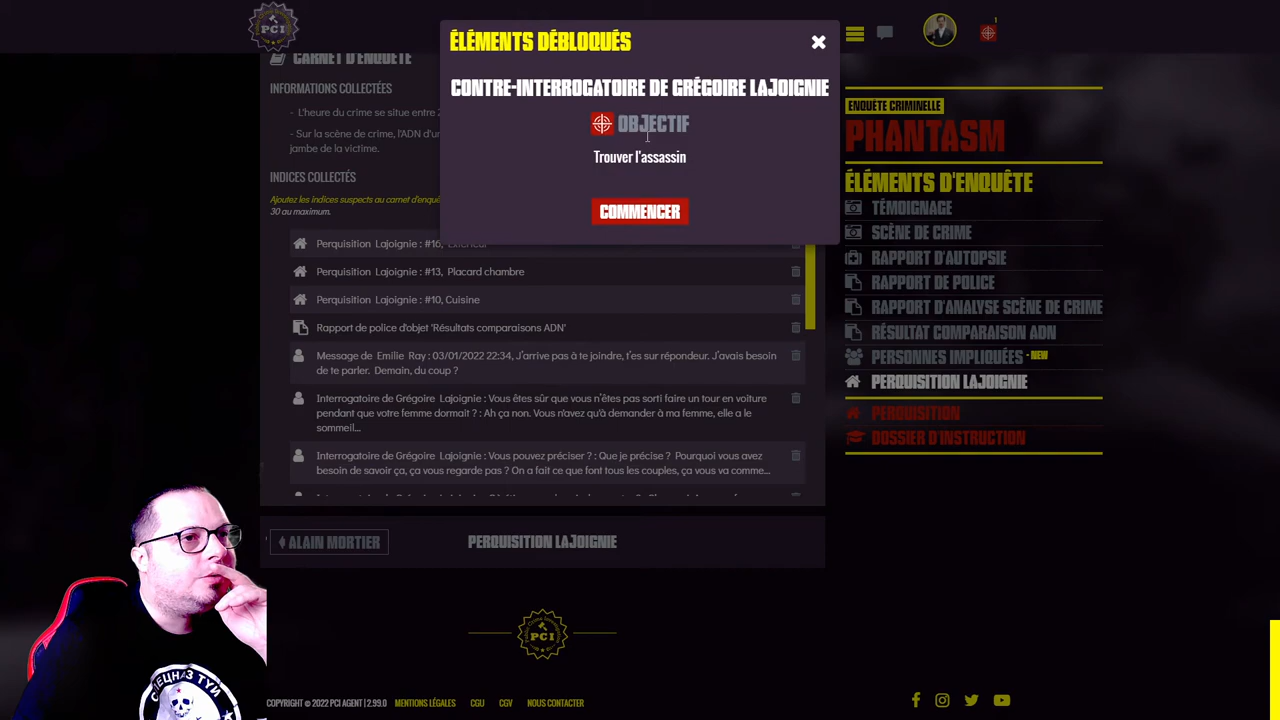 PCI
1
ÉLÉMENTS DÉBLOQUÉS
CONTRE-INTERROGATOIRE DE GRÉGOIRE LAJOIGNIE
OBJECTIF
Trouver l'assassin
COMMENCER
CARNET D'ENQUÊTE
INFORMATIONS COLLECTÉES
- L'heure du crime se situe entre 2
- Sur la scène de crime, l'ADN d'un
jambe de la victime.
INDICES COLLECTÉS
Ajoutez les indices suspects au carnet d'enquê
30 au maximum.
Perquisition Lajoignie : #16, Extérieur
Perquisition Lajoignie : #13, Placard chambre
Perquisition Lajoignie : #10, Cuisine
Rapport de police d'objet 'Résultats comparaisons ADN'
Message de Emilie Ray : 03/01/2022 22:34, J'arrive pas à te joindre, t'es sur répondeur. J'avais besoin
de te parler. Demain, du coup ?
Interrogatoire de Grégoire Lajoignie : Vous êtes sûr que vous n'êtes pas sorti faire un tour en voiture
pendant que votre femme dormait ? : Ah ça non. Vous n'avez qu'à demander à ma femme, elle a le
sommeil...
Interrogatoire de Grégoire Lajoignie : Vous pouvez préciser ? : Que je précise ? Pourquoi vous avez
besoin de savoir ça, ça vous regarde pas ? On a fait ce que font tous les couples, ça vous va comme...
ALAIN MORTIER
PERQUISITION LAJOIGNIE
ENQUÊTE CRIMINELLE
PHANTASM
ÉLÉMENTS D'ENQUÊTE
TÉMOIGNAGE
SCÈNE DE CRIME
RAPPORT D'AUTOPSIE
RAPPORT DE POLICE
RAPPORT D'ANALYSE SCÈNE DE CRIME
RÉSULTAT COMPARAISON ADN
PERSONNES IMPLIQUÉES - NEW
PERQUISITION LAJOIGNIE
PERQUISITION
DOSSIER D'INSTRUCTION
PCI
СПЕЦНАЗ ТУЛ
COPYRIGHT © 2022 PCI AGENT | 2.99.0
MENTIONS LÉGALES
CGU
CGV
NOUS CONTACTER